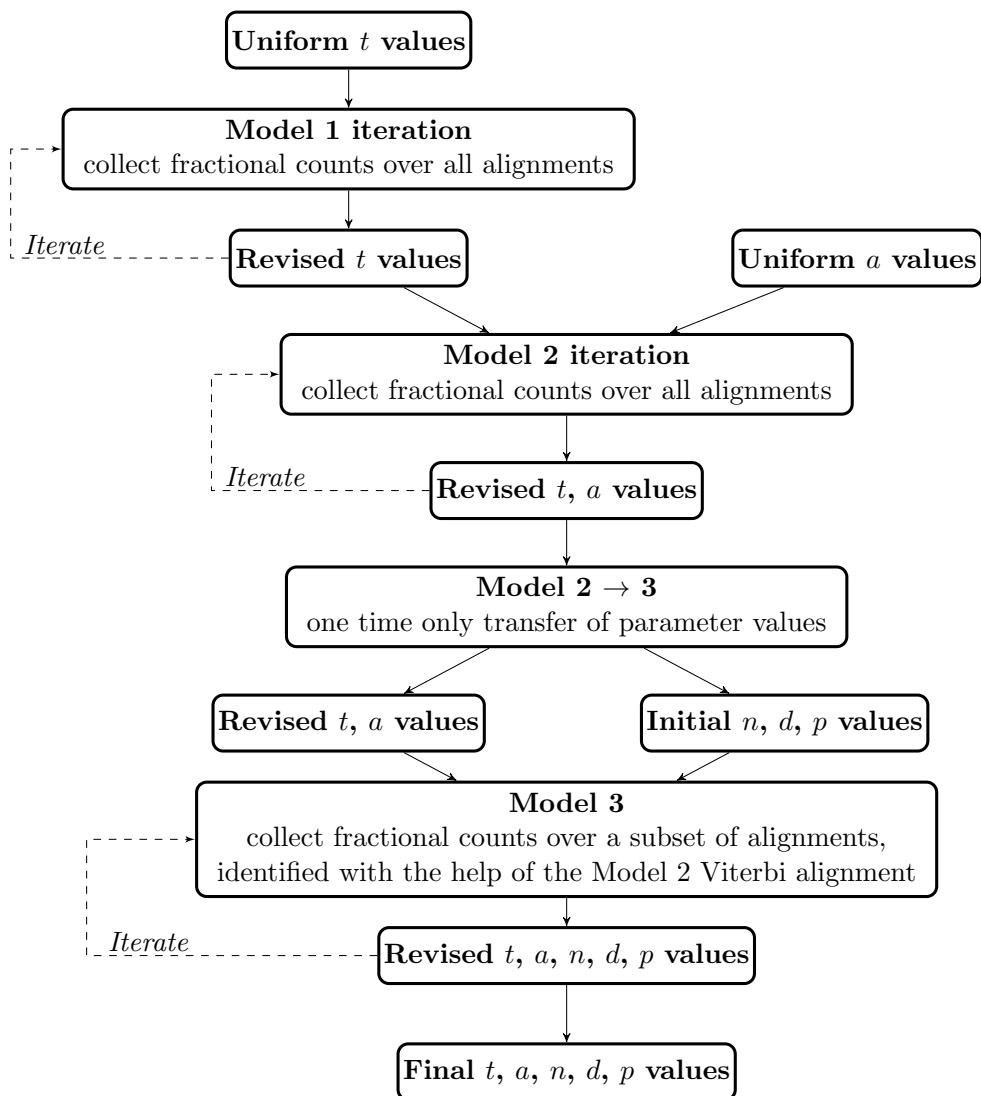 Uniform t values
Model 1 iteration
collect fractional counts over all alignments
Iterate
Revised t values
Uniform a values
Model 2 iteration
collect fractional counts over all alignments
Iterate
Revised t, a values
Model 2 → 3
one time only transfer of parameter values
Revised t, a values
Initial n, d, p values
Model 3
collect fractional counts over a subset of alignments,
identified with the help of the Model 2 Viterbi alignment
Iterate
Revised t, a, n, d, p values
Final t, a, n, d, p values